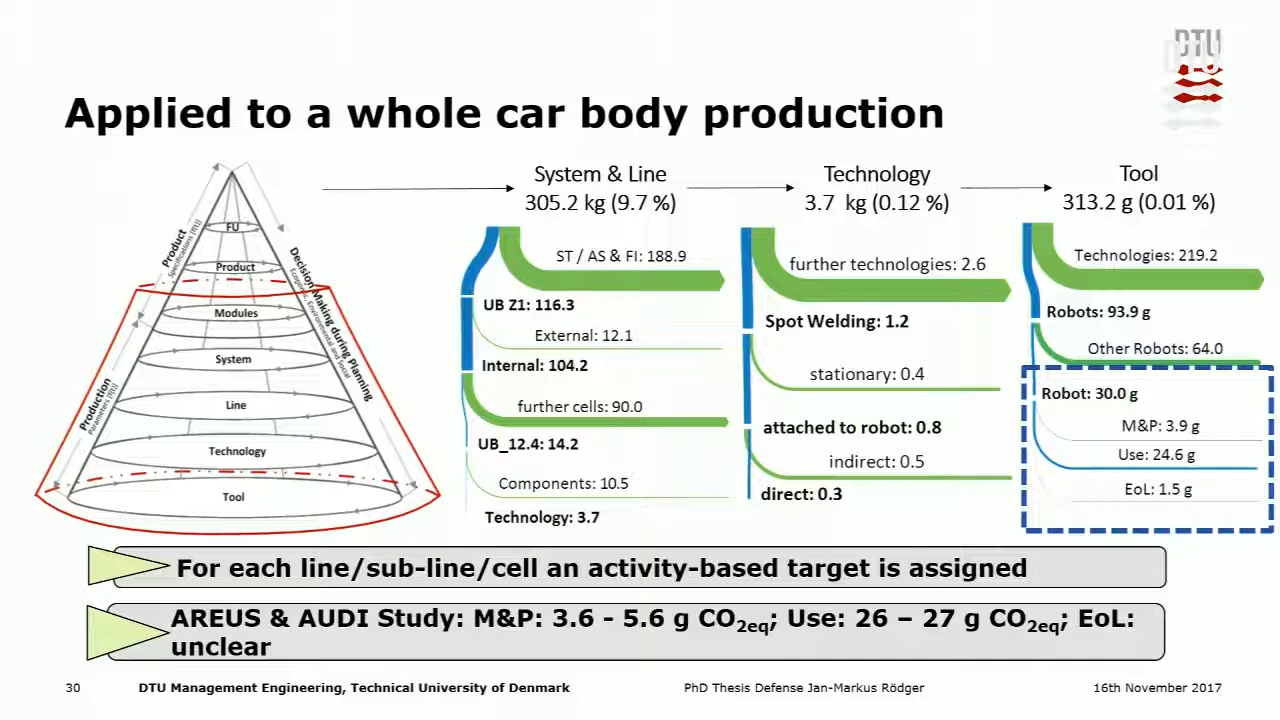 DTU
Applied to a whole car body production
System & Line
305.2 kg (9.7 %)
Technology
3.7 kg (0.12 %)
Tool
313.2 g (0.01 %)
FU
Product
Modules
System
Line
Technology
Tool
Product
Specifications [f(t)]
Production
Parameters [f(t)]
Decision Making during Planning
Ecogonic, Environmental and Social
ST / AS & FI: 188.9
UB Z1: 116.3
External: 12.1
Internal: 104.2
further cells: 90.0
UB_12.4: 14.2
Components: 10.5
Technology: 3.7
further technologies: 2.6
Spot Welding: 1.2
stationary: 0.4
attached to robot: 0.8
indirect: 0.5
direct: 0.3
Technologies: 219.2
Robots: 93.9 g
Other Robots: 64.0
Robot: 30.0 g
M&P: 3.9 g
Use: 24.6 g
EoL: 1.5 g
For each line/sub-line/cell an activity-based target is assigned
AREUS & AUDI Study: M&P: 3.6 - 5.6 g CO2eq; Use: 26 – 27 g CO2eq; EoL:
unclear
30 DTU Management Engineering, Technical University of Denmark PhD Thesis Defense Jan-Markus Rödger 16th November 2017